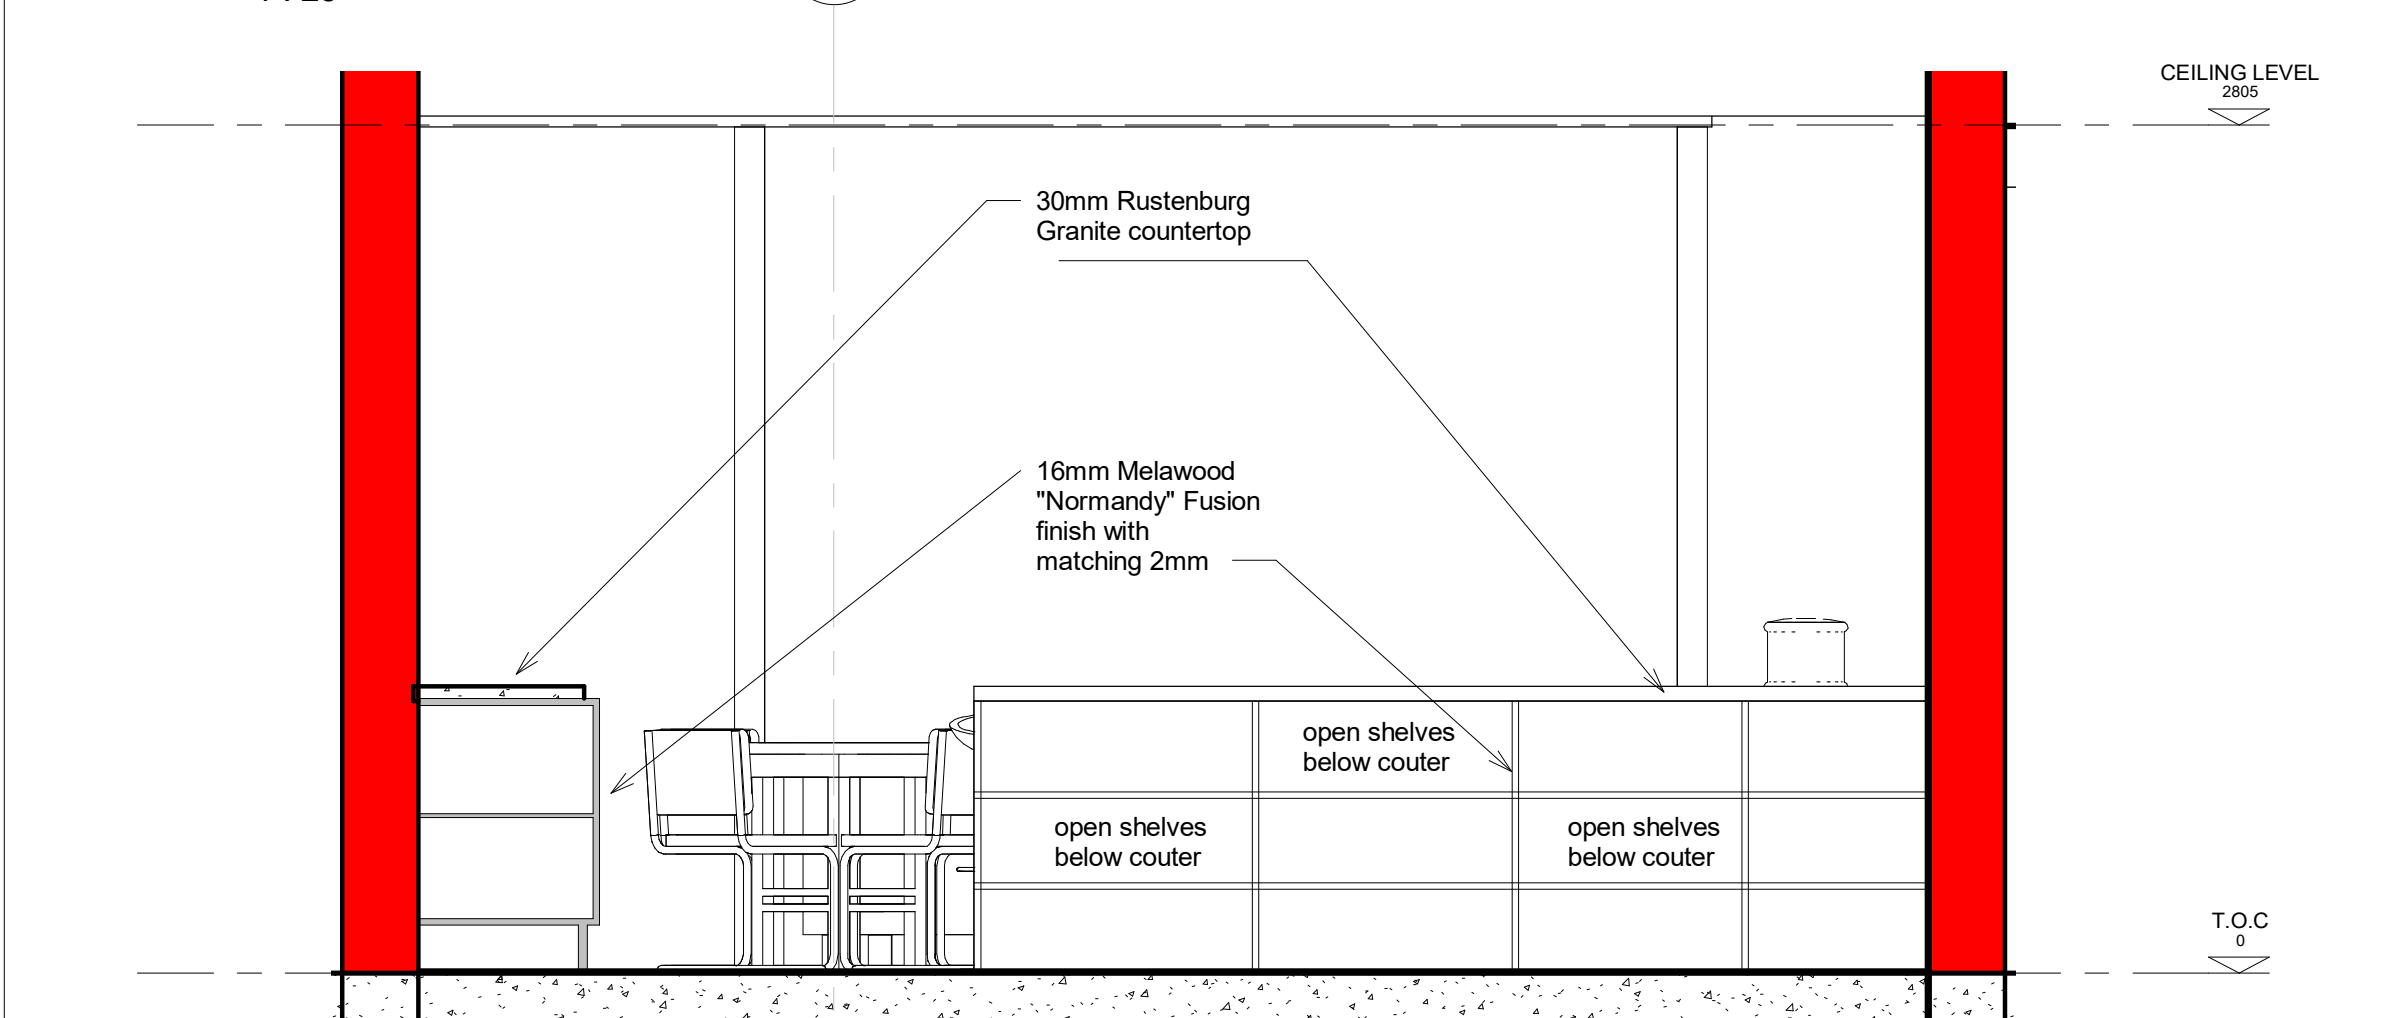 CEILING LEVEL
2805
30mm Rustenburg
Granite countertop
16mm Melawood
"Normandy" Fusion
finish with
matching 2mm
open shelves
below couter
open shelves
below couter
open shelves
below couter
T.O.C
0